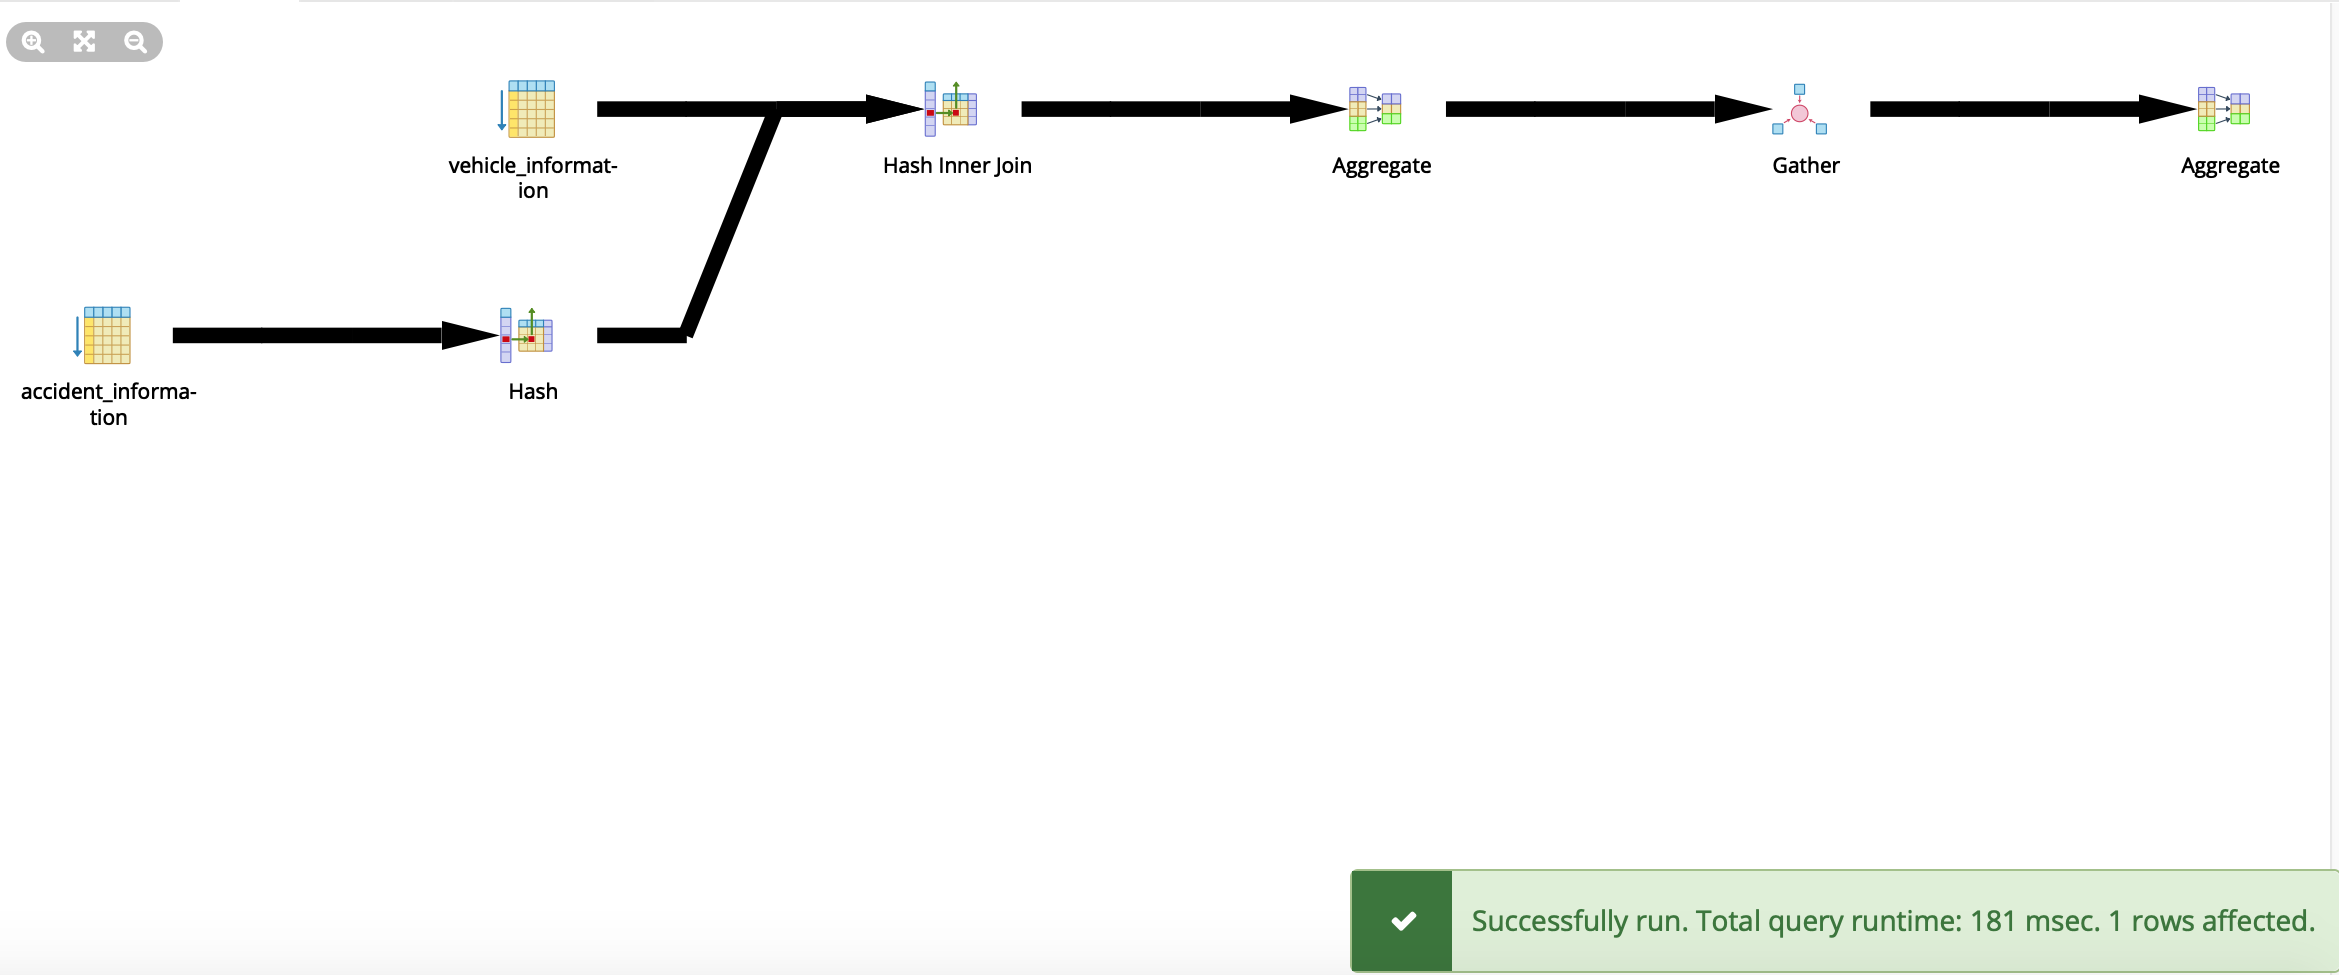 vehicle_informat-
ion
Hash Inner Join
Aggregate
Gather
Aggregate
accident_informa-
tion
Hash
Successfully run. Total query runtime: 181 msec. 1 rows affected.